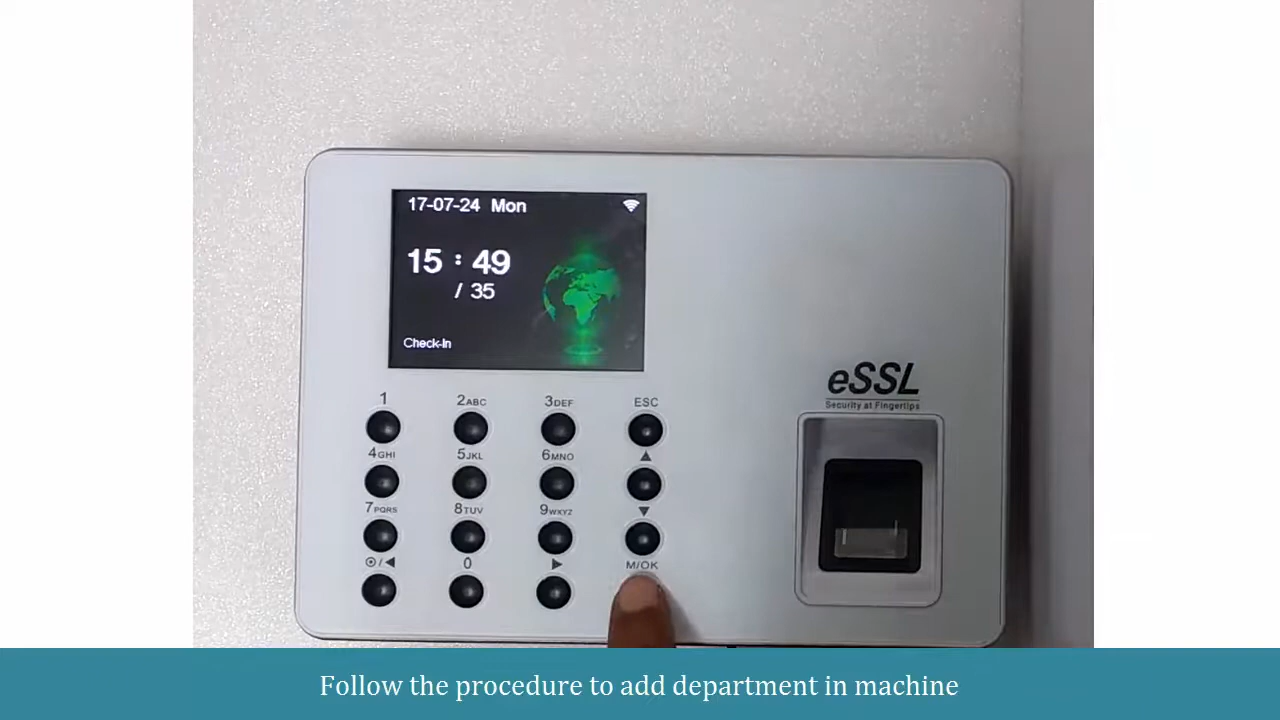 17-07-24 Mon
15 : 49
/ 35
Check-In
eSSL
Security at Fingertips
1 2ABC 3DEF ESC
4GHI 5JKL 6MNO ▲
7PQRS 8TUV 9WXYZ ▼
⊙/◀ 0 ▶ M/OK
Follow the procedure to add department in machine